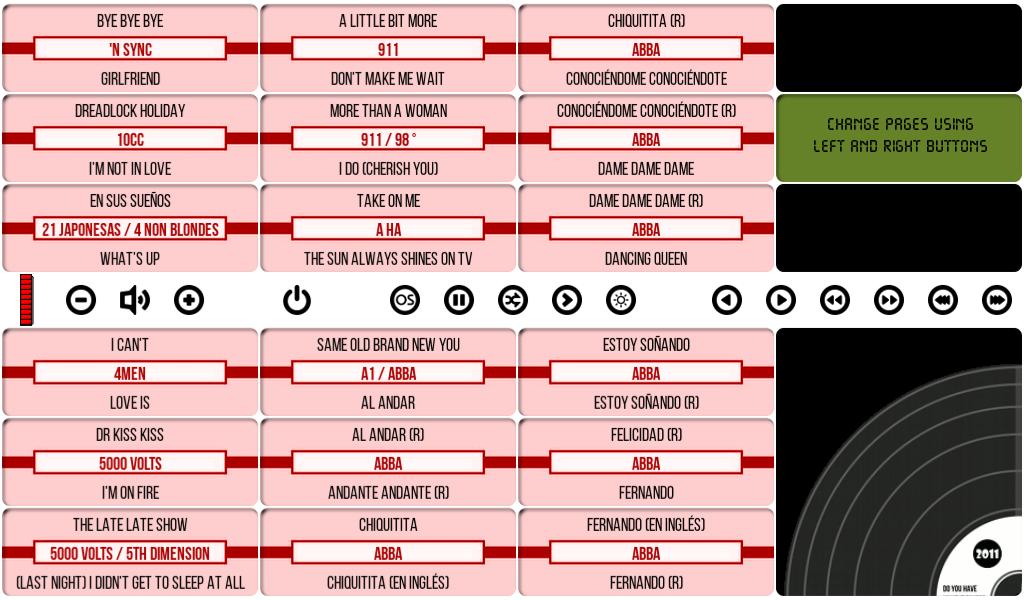 BYE BYE BYE
'N SYNC
GIRLFRIEND
DREADLOCK HOLIDAY
10CC
I'M NOT IN LOVE
EN SUS SUEÑOS
21 JAPONESAS / 4 NON BLONDES
WHAT'S UP
A LITTLE BIT MORE
911
DON'T MAKE ME WAIT
MORE THAN A WOMAN
911 / 98°
I DO (CHERISH YOU)
TAKE ON ME
A HA
THE SUN ALWAYS SHINES ON TV
CHIQUITITA (R)
ABBA
CONOCIÉNDOME CONOCIÉNDOTE
CONOCIÉNDOME CONOCIÉNDOTE (R)
ABBA
DAME DAME DAME
DAME DAME DAME (R)
ABBA
DANCING QUEEN
CHANGE PAGES USING
LEFT AND RIGHT BUTTONS
OS
I CAN'T
4MEN
LOVE IS
DR KISS KISS
5000 VOLTS
I'M ON FIRE
THE LATE LATE SHOW
5000 VOLTS / 5TH DIMENSION
(LAST NIGHT) I DIDN'T GET TO SLEEP AT ALL
SAME OLD BRAND NEW YOU
A1 / ABBA
AL ANDAR
AL ANDAR (R)
ABBA
ANDANTE ANDANTE (R)
CHIQUITITA
ABBA
CHIQUITITA (EN INGLÉS)
ESTOY SOÑANDO
ABBA
ESTOY SOÑANDO (R)
FELICIDAD (R)
ABBA
FERNANDO
FERNANDO (EN INGLÉS)
ABBA
FERNANDO (R)
2011
DO YOU HAVE